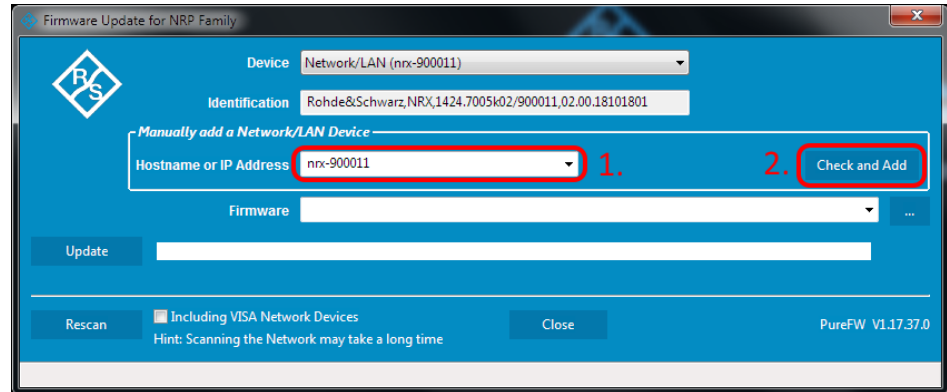 Firmware Update for NRP Family
R&S
Device Network/LAN (nrx-900011)
Identification Rohde&Schwarz,NRX,1424.7005k02/900011,02.00.18101801
Manually add a Network/LAN Device
Hostname or IP Address nrx-900011 1. 2. Check and Add
Firmware ...
Update
Rescan Including VISA Network Devices Close PureFW V1.17.37.0
Hint: Scanning the Network may take a long time